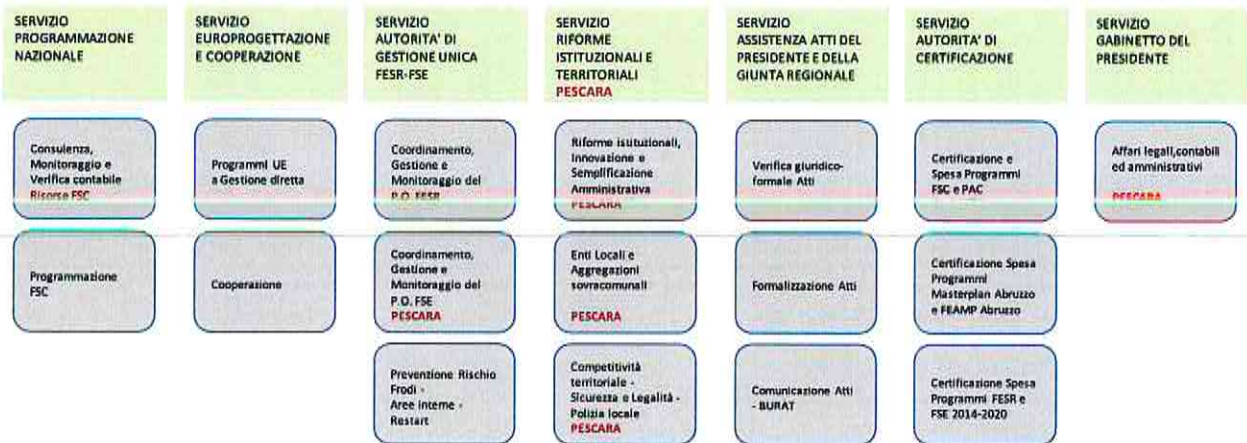 SERVIZIO
PROGRAMMAZIONE
NAZIONALE
Consulenza,
Monitoraggio e
Verifica contabile
Risorse FSC
Programmazione
FSC
SERVIZIO
EUROPROGETTAZIONE
E COOPERAZIONE
Programmi UE
a Gestione diretta
Cooperazione
SERVIZIO
AUTORITA' DI
GESTIONE UNICA
FESR-FSE
Coordinamento,
Gestione e
Monitoraggio del
P.O. FESR
Coordinamento,
Gestione e
Monitoraggio del
P.O. FSE
PESCARA
Prevenzione Rischio
Frodi -
Aree interne -
Restart
SERVIZIO
RIFORME
ISTITUZIONALI E
TERRITORIALI
PESCARA
Riforme istituzionali,
Innovazione e
Semplificazione
Amministrativa
PESCARA
Enti Locali e
Aggregazioni
sovracomunali
PESCARA
Competitività
territoriale -
Sicurezza e Legalità -
Polizia locale
PESCARA
SERVIZIO
ASSISTENZA ATTI DEL
PRESIDENTE E DELLA
GIUNTA REGIONALE
Verifica giuridico-
formale Atti
Formalizzazione Atti
Comunicazione Atti
- BURAT
SERVIZIO
AUTORITA' DI
CERTIFICAZIONE
Certificazione e
Spesa Programmi
FSC e PAC
Certificazione Spesa
Programmi
Masterplan Abruzzo
e FEAMP Abruzzo
Certificazione Spesa
Programmi FESR e
FSE 2014-2020
SERVIZIO
GABINETTO DEL
PRESIDENTE
Affari legali,contabili
ed amministrativi
PESCARA